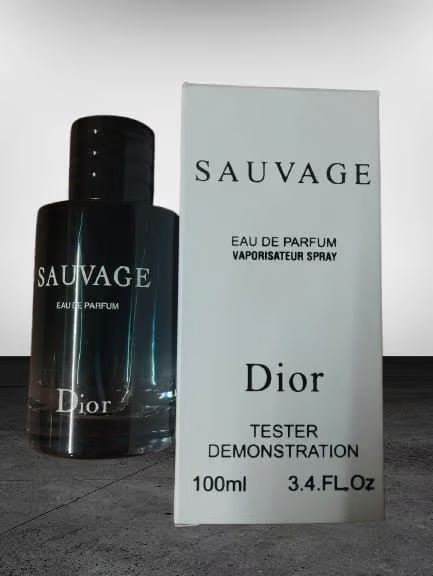 SAUVAGE
EAU DE PARFUM
Dior
SAUVAGE
EAU DE PARFUM
VAPORISATEUR SPRAY
Dior
TESTER
DEMONSTRATION
100ml 3.4.FL.Oz